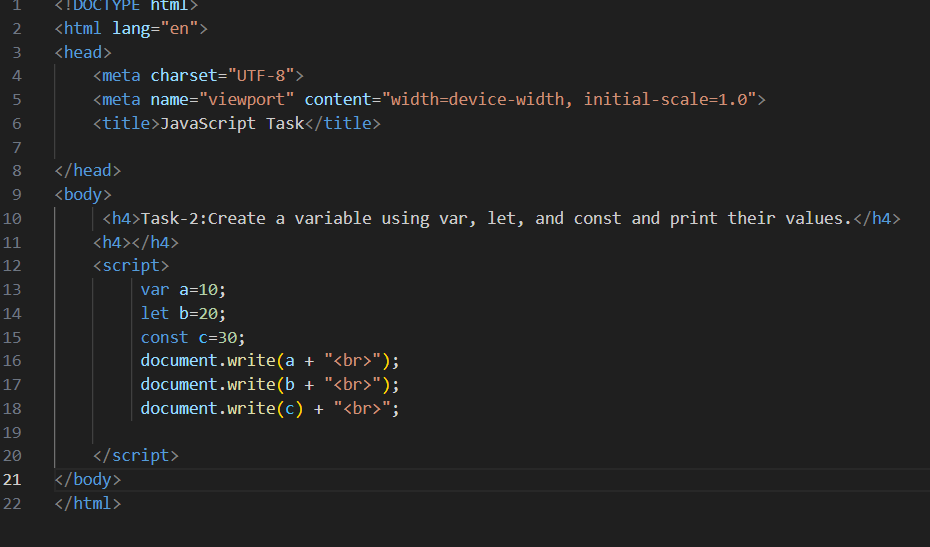 1 <!DOCTYPE html>
2 <html lang="en">
3 <head>
4     <meta charset="UTF-8">
5     <meta name="viewport" content="width=device-width, initial-scale=1.0">
6     <title>JavaScript Task</title>
7
8 </head>
9 <body>
10      <h4>Task-2:Create a variable using var, let, and const and print their values.</h4>
11     <h4></h4>
12     <script>
13          var a=10;
14          let b=20;
15          const c=30;
16          document.write(a + "<br>");
17          document.write(b + "<br>");
18          document.write(c) + "<br>";
19
20     </script>
21 </body>
22 </html>